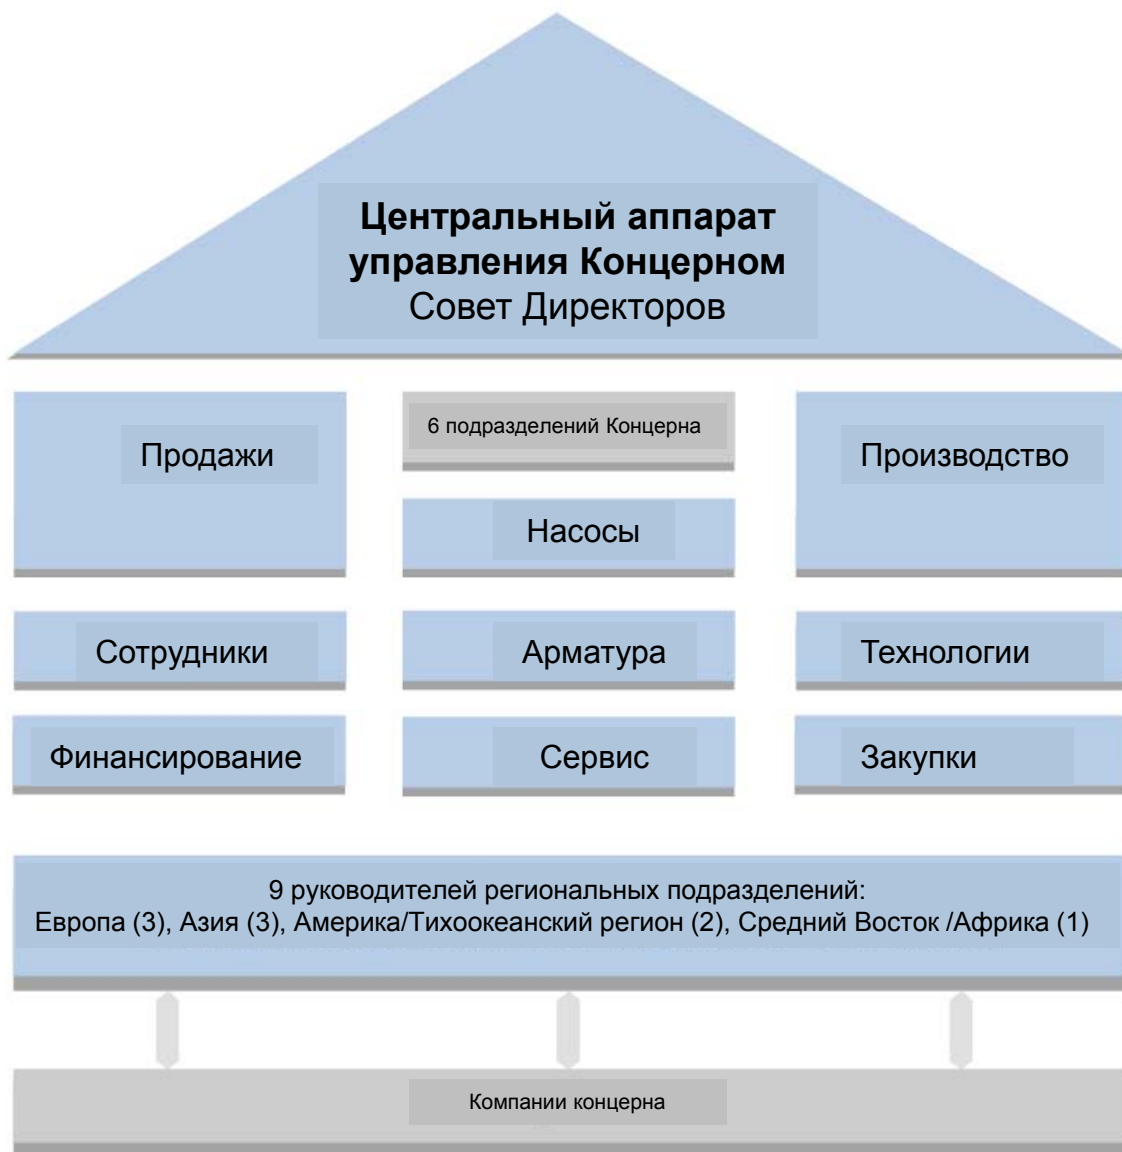 Центральный аппарат
управления Концерном
Совет Директоров
Продажи
6 подразделений Концерна
Производство
Насосы
Сотрудники
Арматура
Технологии
Финансирование
Сервис
Закупки
9 руководителей региональных подразделений:
Европа (3), Азия (3), Америка/Тихоокеанский регион (2), Средний Восток /Африка (1)
Компании концерна